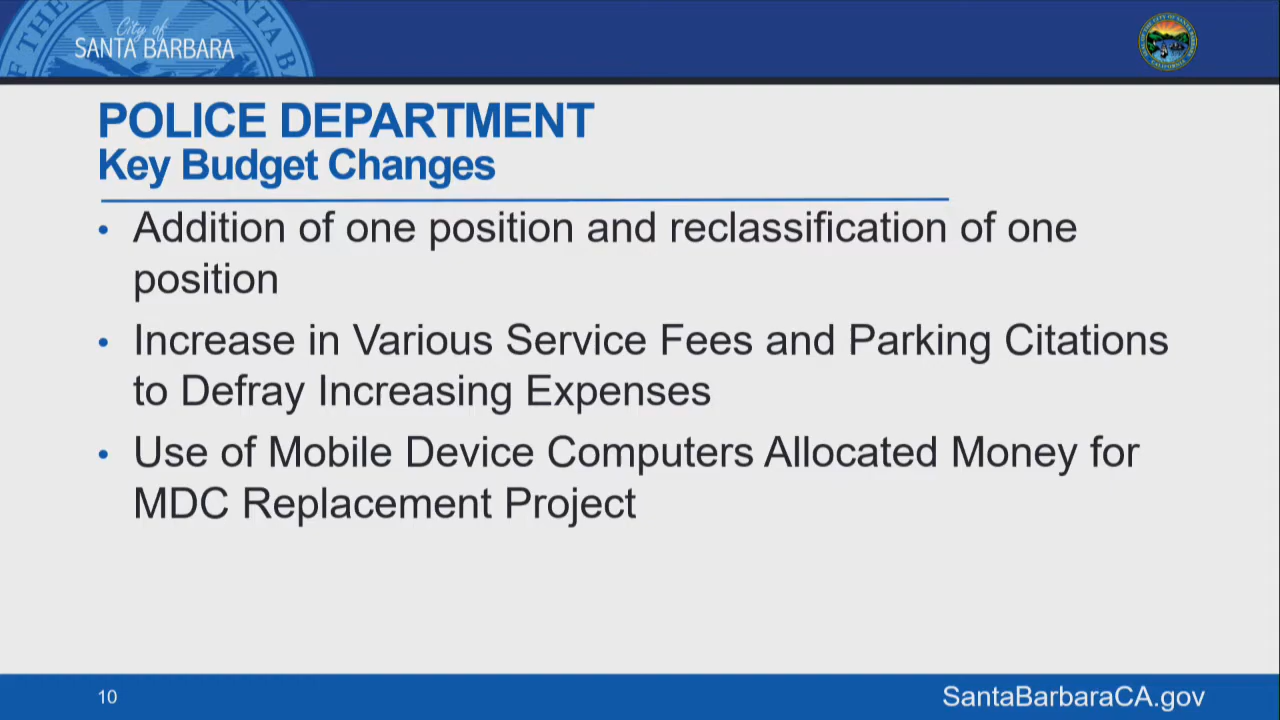 City of
SANTA BARBARA
POLICE DEPARTMENT
Key Budget Changes
• Addition of one position and reclassification of one
position
• Increase in Various Service Fees and Parking Citations
to Defray Increasing Expenses
• Use of Mobile Device Computers Allocated Money for
MDC Replacement Project
10
SantaBarbaraCA.gov